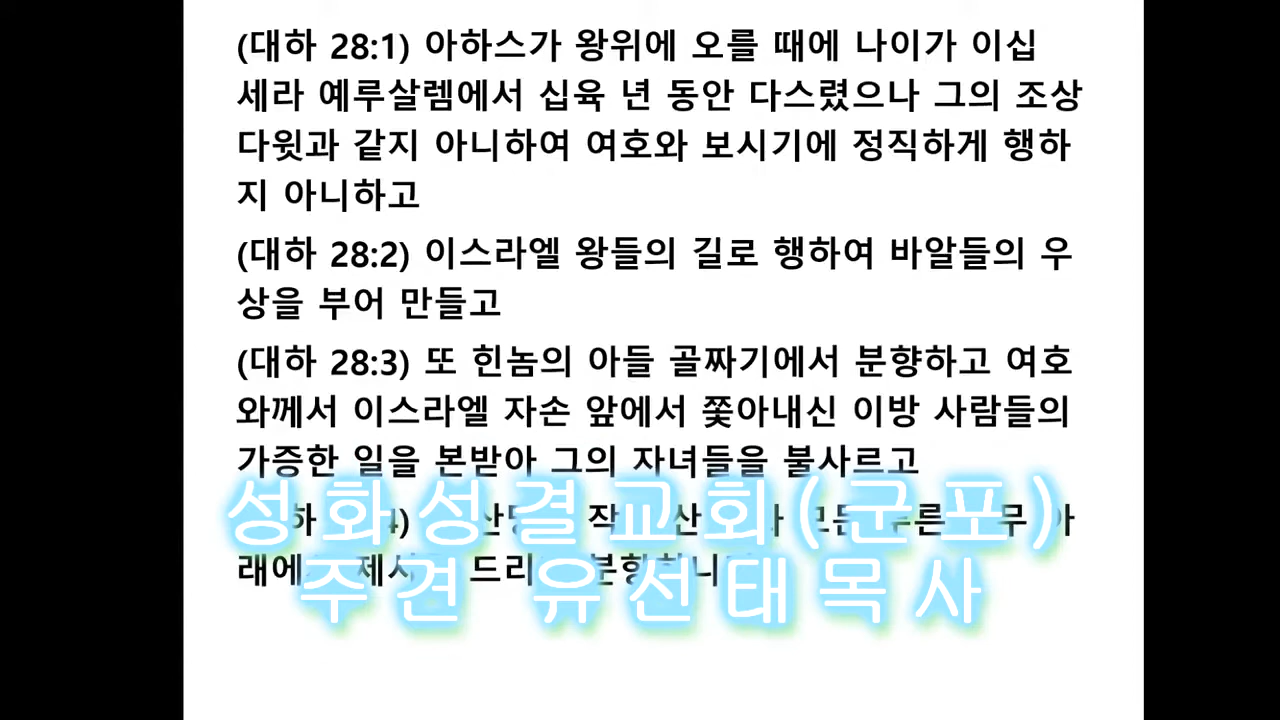 (대하 28:1) 아하스가 왕위에 오를 때에 나이가 이십
세라 예루살렘에서 십육 년 동안 다스렸으나 그의 조상
다윗과 같지 아니하여 여호와 보시기에 정직하게 행하
지 아니하고
(대하 28:2) 이스라엘 왕들의 길로 행하여 바알들의 우
상을 부어 만들고
(대하 28:3) 또 힌놈의 아들 골짜기에서 분향하고 여호
와께서 이스라엘 자손 앞에서 쫓아내신 이방 사람들의
가증한 일을 본받아 그의 자녀들을 불사르고
성화성결교회(군포)
주견 유선태목사